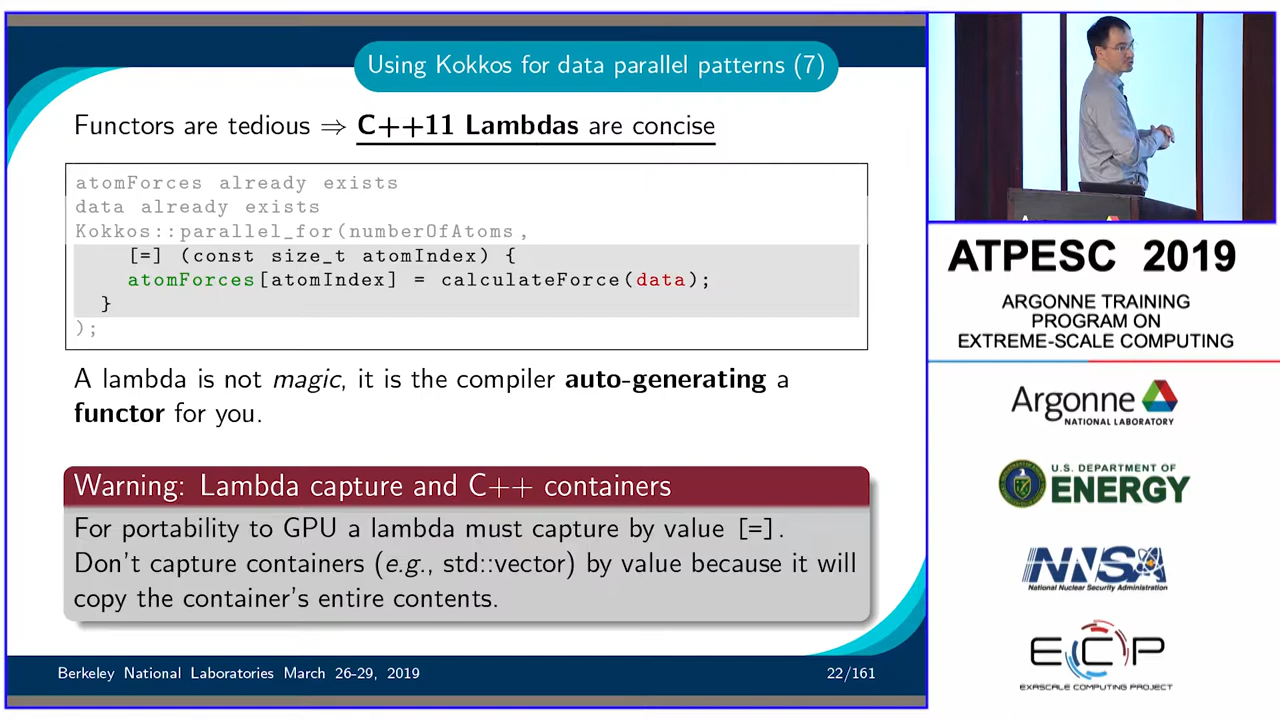 Using Kokkos for data parallel patterns (7)
Functors are tedious ⇒ C++11 Lambdas are concise
atomForces already exists
data already exists
Kokkos::parallel_for(numberOfAtoms,
[=] (const size_t atomIndex) {
atomForces[atomIndex] = calculateForce(data);
}
);
A lambda is not magic, it is the compiler auto-generating a
functor for you.
Warning: Lambda capture and C++ containers
For portability to GPU a lambda must capture by value [=].
Don't capture containers (e.g., std::vector) by value because it will
copy the container's entire contents.
Berkeley National Laboratories March 26-29, 2019
22/161
ATPESC 2019
ARGONNE TRAINING
PROGRAM ON
EXTREME-SCALE COMPUTING
Argonne
NATIONAL LABORATORY
U.S. DEPARTMENT OF
ENERGY
NNSA
National Nuclear Security Administration
ECP
EXASCALE COMPUTING PROJECT